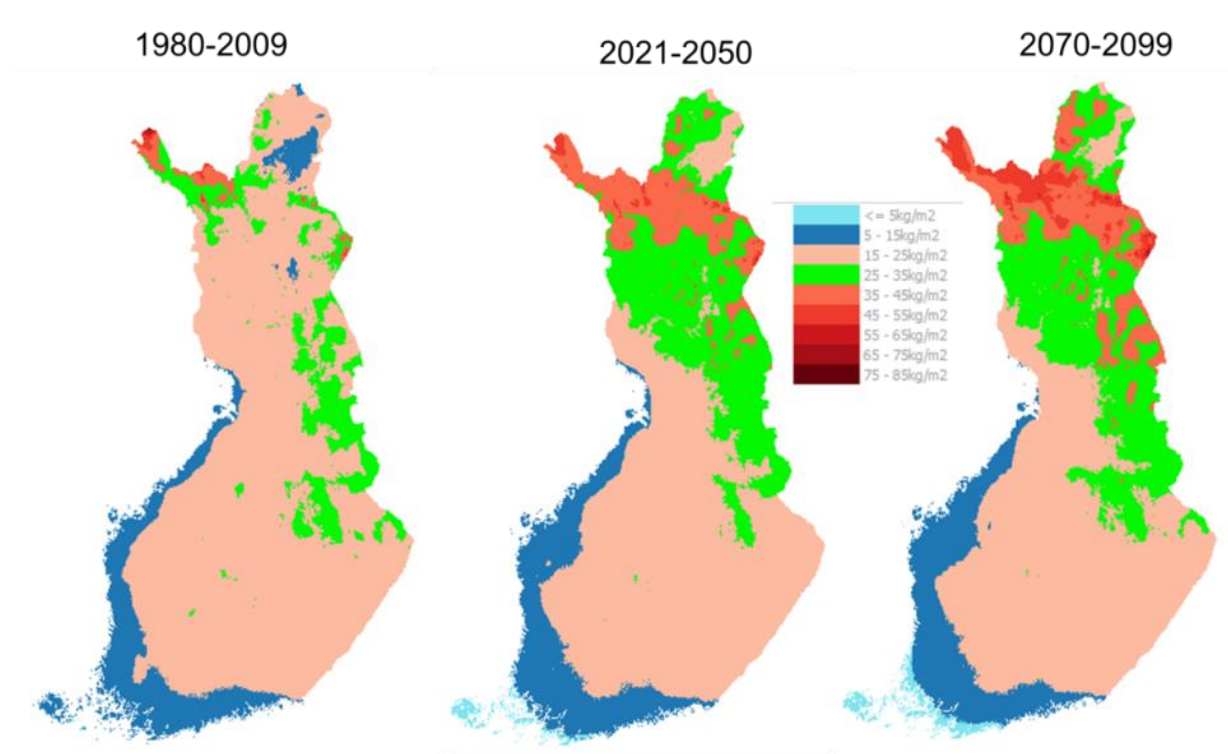 1980-2009
2021-2050
2070-2099
<= 5kg/m2
5 - 15kg/m2
15 - 25kg/m2
25 - 35kg/m2
35 - 45kg/m2
45 - 55kg/m2
55 - 65kg/m2
65 - 75kg/m2
75 - 85kg/m2